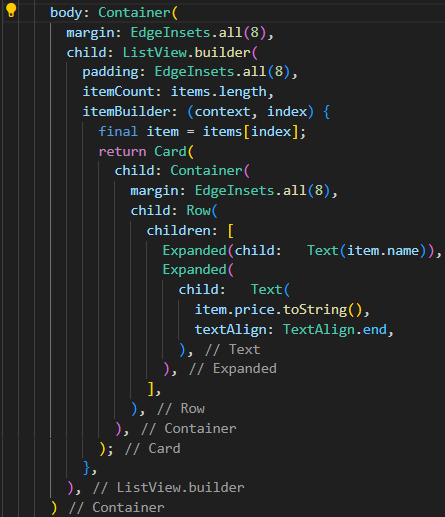 body: Container(
  margin: EdgeInsets.all(8),
  child: ListView.builder(
    padding: EdgeInsets.all(8),
    itemCount: items.length,
    itemBuilder: (context, index) {
      final item = items[index];
      return Card(
        child: Container(
          margin: EdgeInsets.all(8),
          child: Row(
            children: [
              Expanded(child:   Text(item.name)),
              Expanded(
                child:   Text(
                  item.price.toString(),
                  textAlign: TextAlign.end,
                ), // Text
              ), // Expanded
            ],
          ), // Row
        ), // Container
      ); // Card
    },
  ), // ListView.builder
) // Container